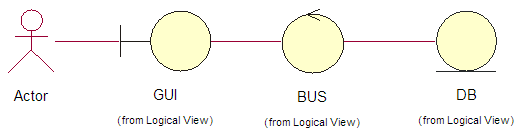 Actor
GUI
(from Logical View)
BUS
(from Logical View)
DB
(from Logical View)